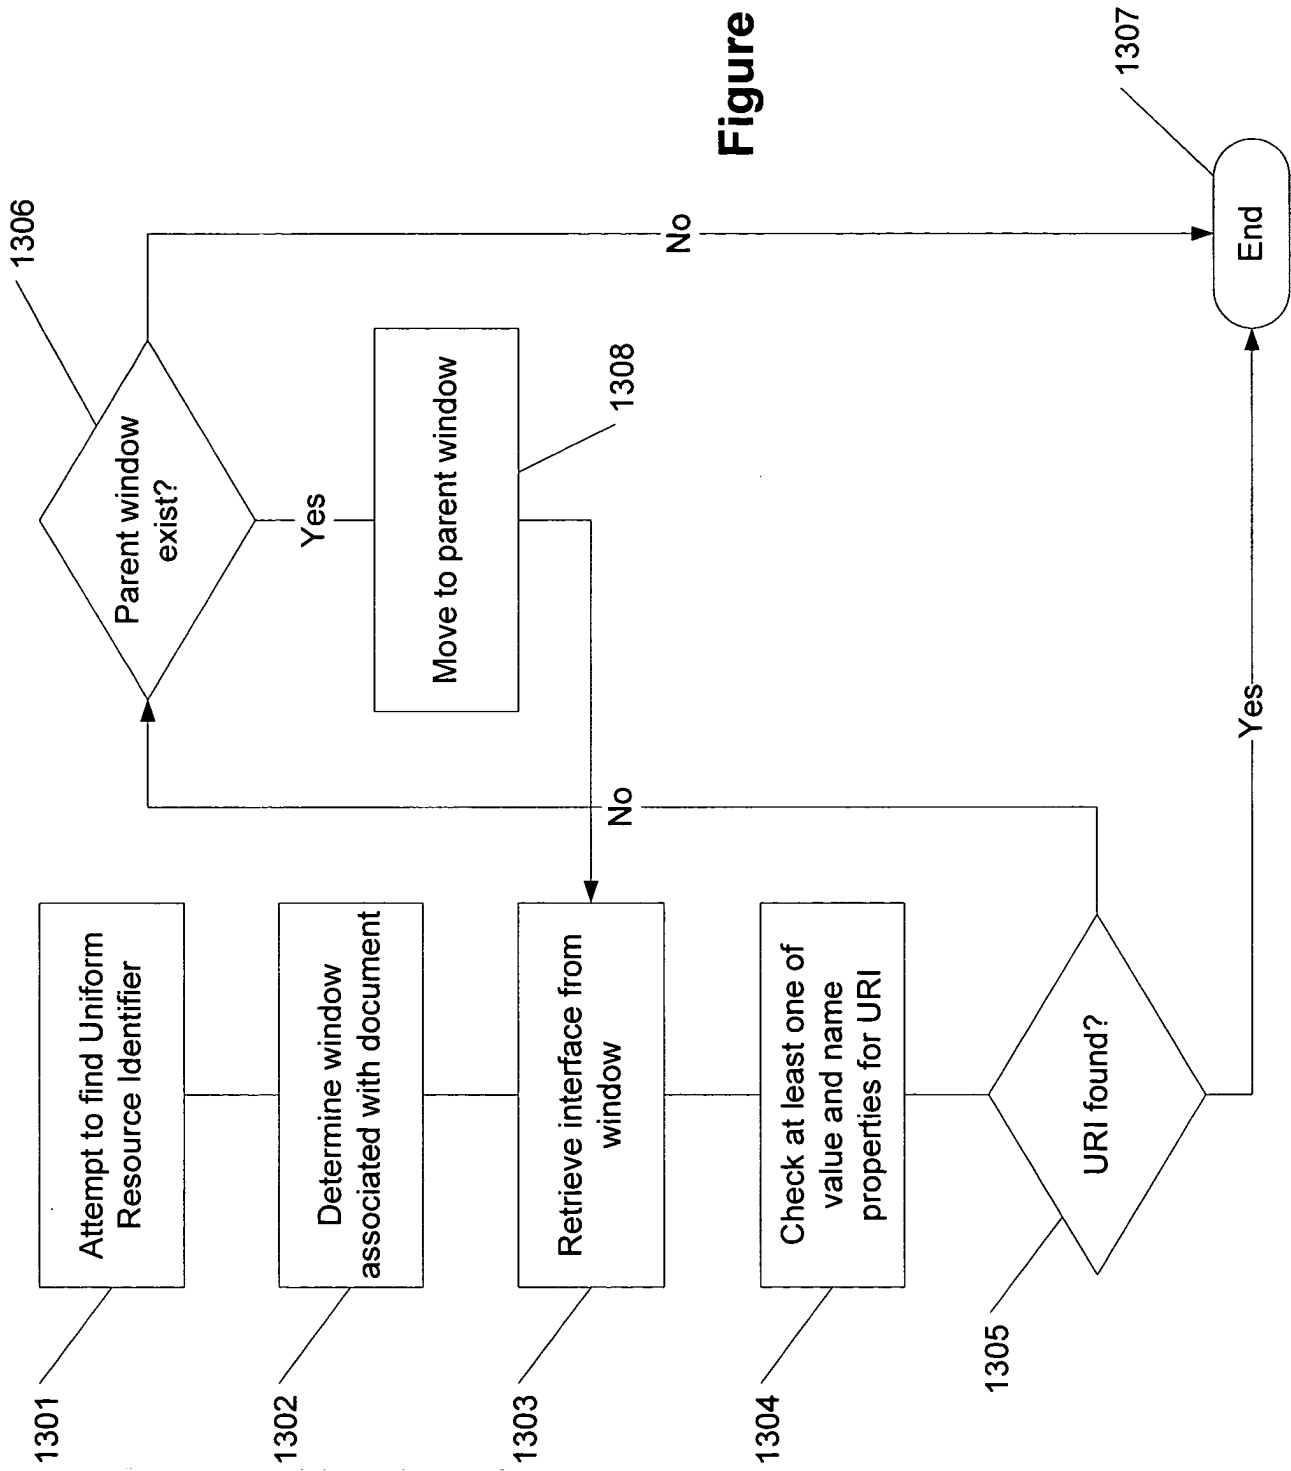 1301
Attempt to find Uniform
Resource Identifier
1302
Determine window
associated with document
1303
Retrieve interface from
window
1304
Check at least one of
value and name
properties for URI
1305
URI found?
No
Yes
1306
Parent window
exist?
Yes
No
Move to parent window
1308
End
1307
Figure